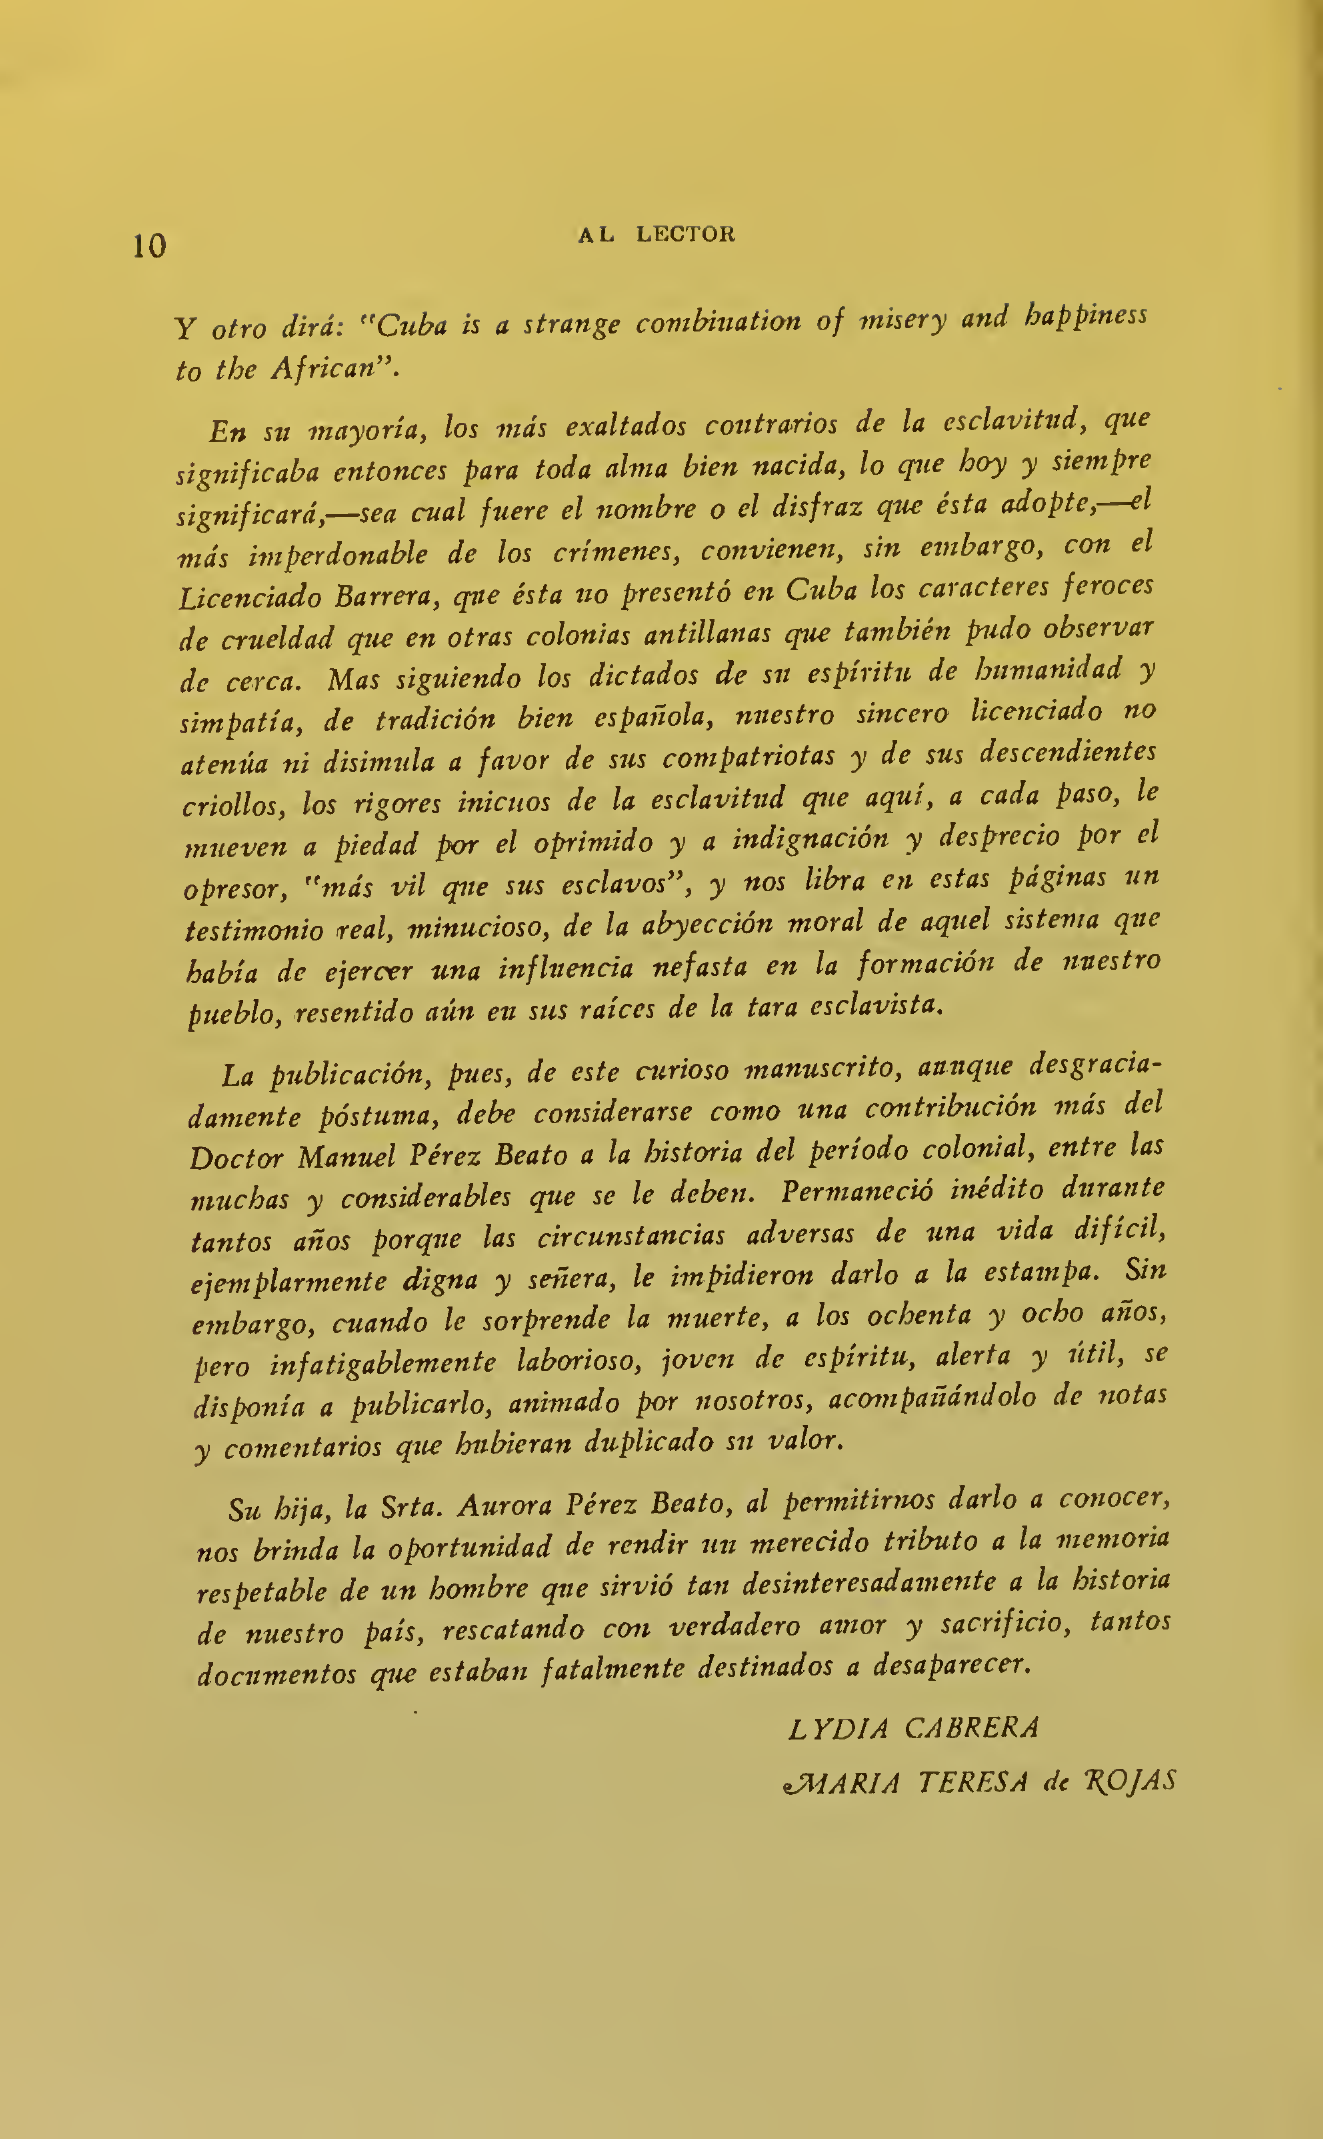 10
AL LECTOR
Y otro dirá: "Cuba is a strange combination of misery and happiness
to the African".
En su mayoría, los más exaltados contrarios de la esclavitud, que
significaba entonces para toda alma bien nacida, lo que hoy y siempre
significará,—sea cual fuere el nombre o el disfraz que ésta adopte,—el
más imperdonable de los crímenes, convienen, sin embargo, con el
Licenciado Barrera, que ésta no presentó en Cuba los caracteres feroces
de crueldad que en otras colonias antillanas que también pudo observar
de cerca. Mas siguiendo los dictados de su espíritu de humanidad y
simpatía, de tradición bien española, nuestro sincero licenciado no
atenúa ni disimula a favor de sus compatriotas y de sus descendientes
criollos, los rigores inicuos de la esclavitud que aquí, a cada paso, le
mueven a piedad por el oprimido y a indignación y desprecio por el
opresor, "más vil que sus esclavos", y nos libra en estas páginas un
testimonio real, minucioso, de la abyección moral de aquel sistema que
había de ejercer una influencia nefasta en la formación de nuestro
pueblo, resentido aún en sus raíces de la tara esclavista.
La publicación, pues, de este curioso manuscrito, aunque desgracia-
damente póstuma, debe considerarse como una contribución más del
Doctor Manuel Pérez Beato a la historia del período colonial, entre las
muchas y considerables que se le deben. Permaneció inédito durante
tantos años porque las circunstancias adversas de una vida difícil,
ejemplarmente digna y señera, le impidieron darlo a la estampa. Sin
embargo, cuando le sorprende la muerte, a los ochenta y ocho años,
pero infatigablemente laborioso, joven de espíritu, alerta y útil, se
disponía a publicarlo, animado por nosotros, acompañándolo de notas
y comentarios que hubieran duplicado su valor.
Su hija, la Srta. Aurora Pérez Beato, al permitirnos darlo a conocer,
nos brinda la oportunidad de rendir un merecido tributo a la memoria
respetable de un hombre que sirvió tan desinteresadamente a la historia
de nuestro país, rescatando con verdadero amor y sacrificio, tantos
documentos que estaban fatalmente destinados a desaparecer.
LYDIA CABRERA
MARIA TERESA de ROJAS